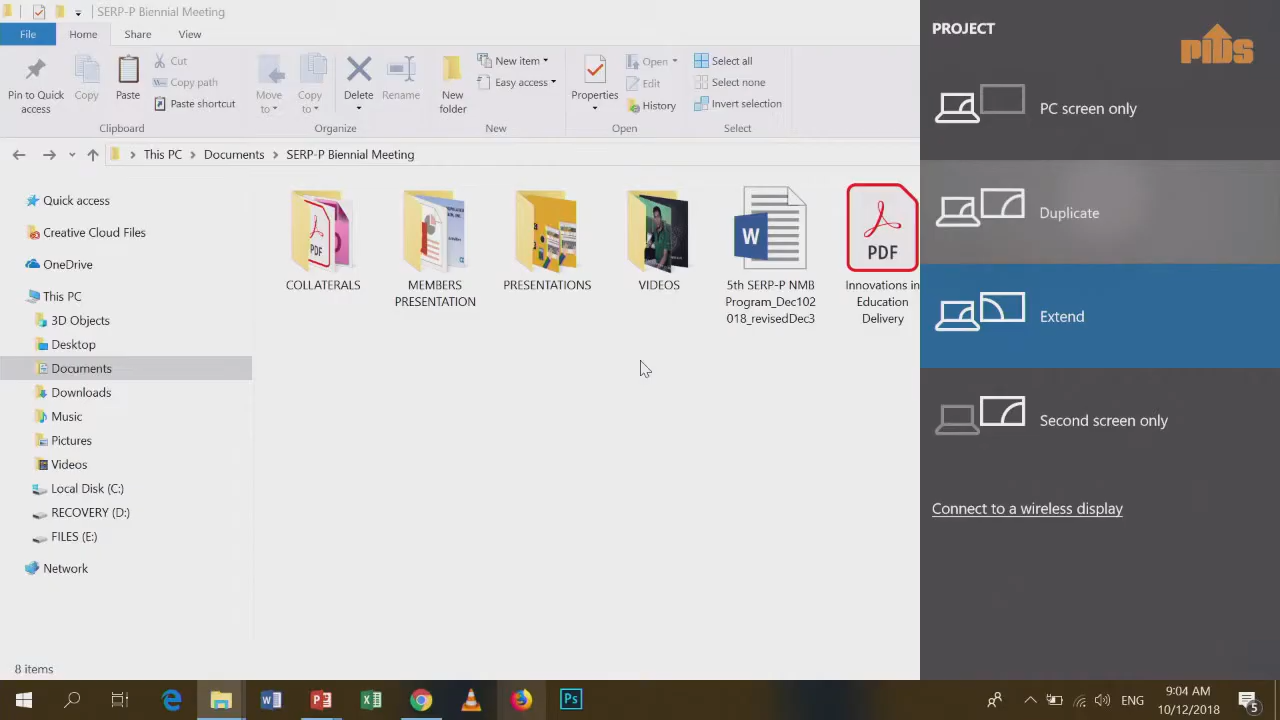 SERP-P Biennial Meeting
File Home Share View
Pin to Quick access
Copy
Paste
Cut
Copy path
Paste shortcut
Clipboard
Move to
Copy to
Delete
Rename
Organize
New folder
New item
Easy access
New
Properties
Open
Edit
History
Open
Select all
Select none
Invert selection
Select
This PC > Documents > SERP-P Biennial Meeting
Quick access
Creative Cloud Files
OneDrive
This PC
3D Objects
Desktop
Documents
Downloads
Music
Pictures
Videos
Local Disk (C:)
RECOVERY (D:)
FILES (E:)
Network
COLLATERALS
MEMBERS
PRESENTATION
PRESENTATIONS
VIDEOS
W
5th SERP-P NMB
Program_Dec102
018_revisedDec3
PDF
Innovations in
Education
Delivery
8 items
PROJECT
PIDS
PC screen only
Duplicate
Extend
Second screen only
Connect to a wireless display
Ps
ENG
9:04 AM
10/12/2018
5